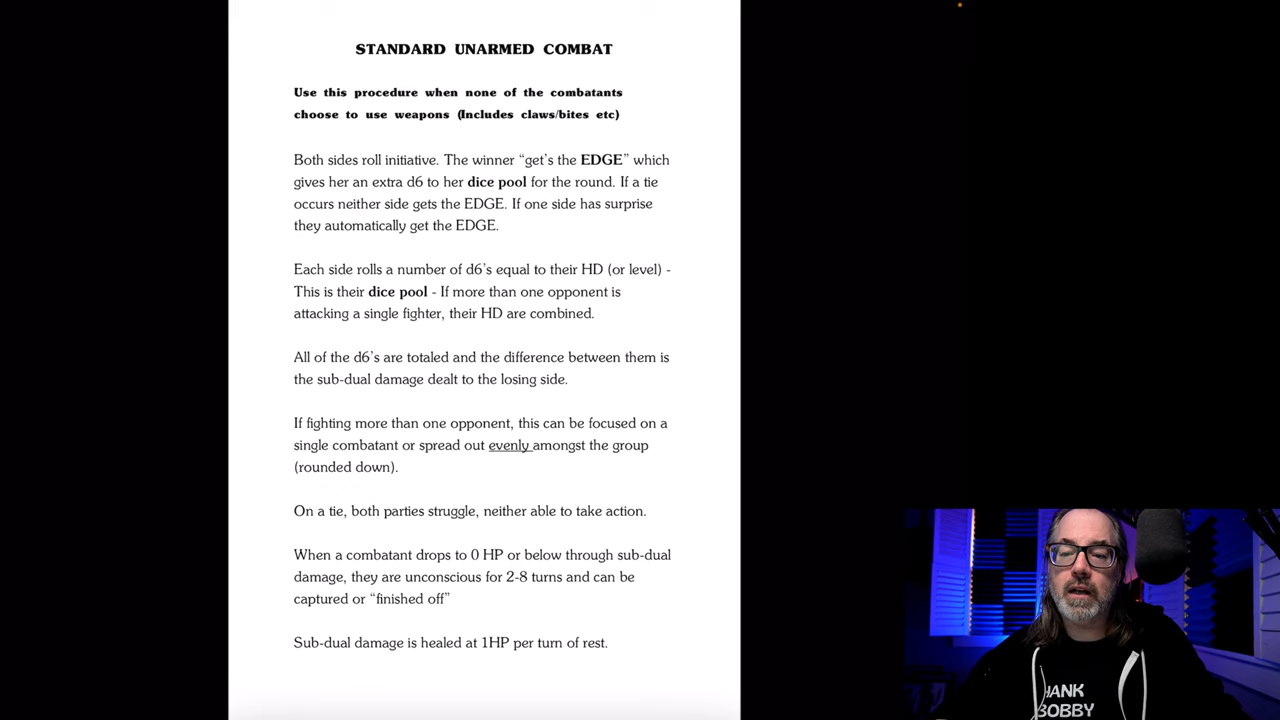 STANDARD UNARMED COMBAT
Use this procedure when none of the combatants
choose to use weapons (Includes claws/bites etc)
Both sides roll initiative. The winner “get’s the EDGE” which
gives her an extra d6 to her dice pool for the round. If a tie
occurs neither side gets the EDGE. If one side has surprise
they automatically get the EDGE.
Each side rolls a number of d6’s equal to their HD (or level) -
This is their dice pool - If more than one opponent is
attacking a single fighter, their HD are combined.
All of the d6’s are totaled and the difference between them is
the sub-dual damage dealt to the losing side.
If fighting more than one opponent, this can be focused on a
single combatant or spread out evenly amongst the group
(rounded down).
On a tie, both parties struggle, neither able to take action.
When a combatant drops to 0 HP or below through sub-dual
damage, they are unconscious for 2-8 turns and can be
captured or “finished off”
Sub-dual damage is healed at 1HP per turn of rest.
HANK
BOBBY